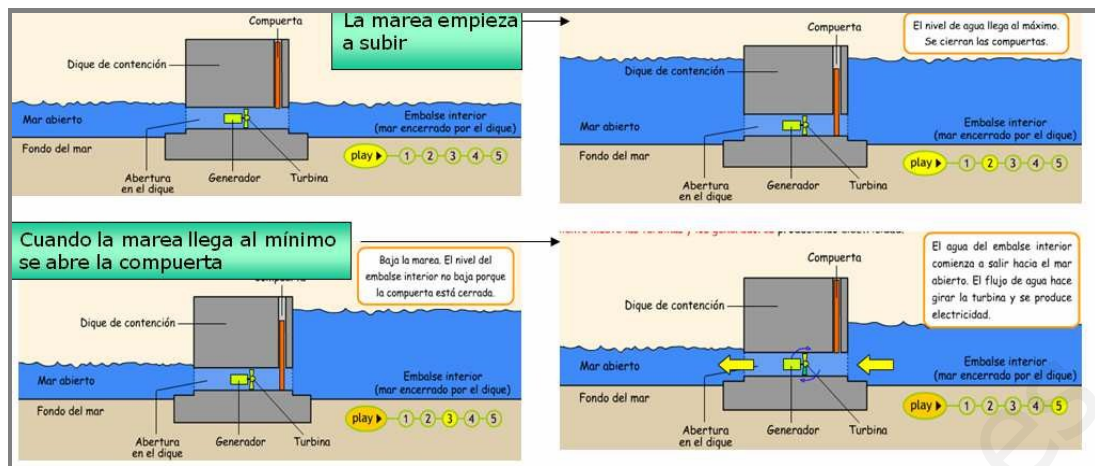 Compuerta
La marea empieza
a subir
Dique de contención
Mar abierto
Embalse interior
(mar encerrado por el dique)
Fondo del mar
play
1 2 3 4 5
Abertura
en el dique
Generador
Turbina
El nivel de agua llega al máximo.
Se cierran las compuertas.
Compuerta
Dique de contención
Mar abierto
Embalse interior
(mar encerrado por el dique)
Fondo del mar
play
1 2 3 4 5
Abertura
en el dique
Generador
Turbina
Cuando la marea llega al mínimo
se abre la compuerta
Baja la marea. El nivel del
embalse interior no baja porque
la compuerta está cerrada.
Dique de contención
Mar abierto
Embalse interior
(mar encerrado por el dique)
Fondo del mar
play
1 2 3 4 5
Abertura
en el dique
Generador
Turbina
El agua del embalse interior
comienza a salir hacia el mar
abierto. El flujo de agua hace
girar la turbina y se produce
electricidad.
Compuerta
Dique de contención
Mar abierto
Embalse interior
(mar encerrado por el dique)
Fondo del mar
play
1 2 3 4 5
Abertura
en el dique
Generador
Turbina